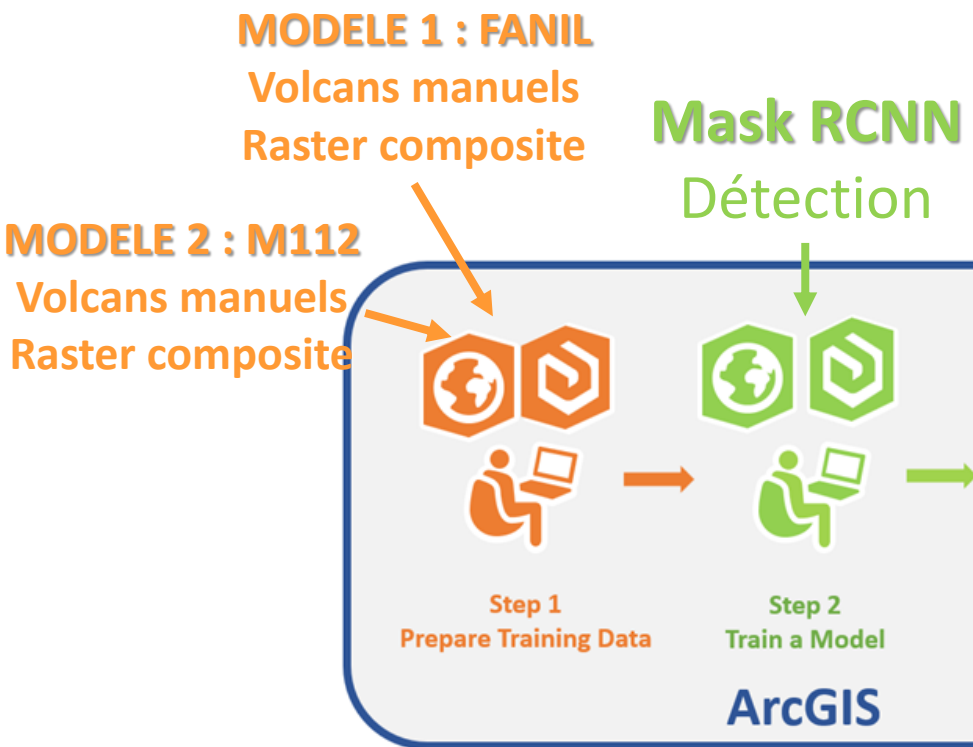 MODELE 1 : FANIL
Volcans manuels
Raster composite
Mask RCNN
Détection
MODELE 2 : M112
Volcans manuels
Raster composite
Step 1
Prepare Training Data
Step 2
Train a Model
ArcGIS